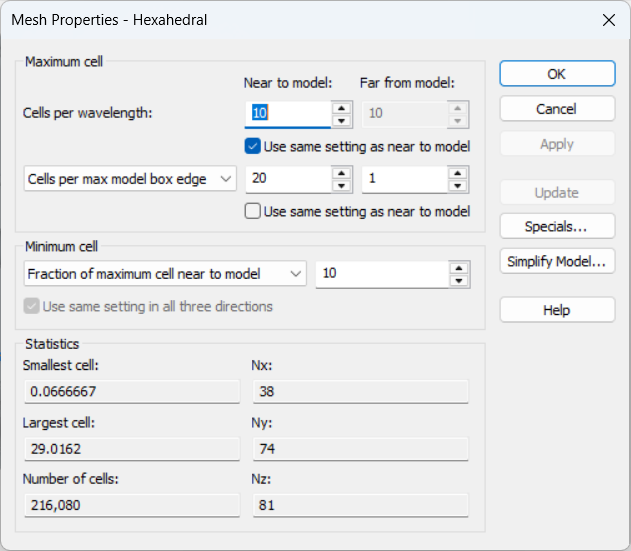 Mesh Properties - Hexahedral
Maximum cell
Near to model: Far from model:
Cells per wavelength: 10 10
Use same setting as near to model
Cells per max model box edge 20 1
Use same setting as near to model
Minimum cell
Fraction of maximum cell near to model 10
Use same setting in all three directions
Statistics
Smallest cell: Nx:
0.0666667 38
Largest cell: Ny:
29.0162 74
Number of cells: Nz:
216,080 81
OK
Cancel
Apply
Update
Specials...
Simplify Model...
Help